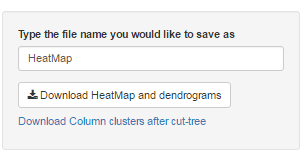 Type the file name you would like to save as
HeatMap
Download HeatMap and dendrograms
Download Column clusters after cut-tree